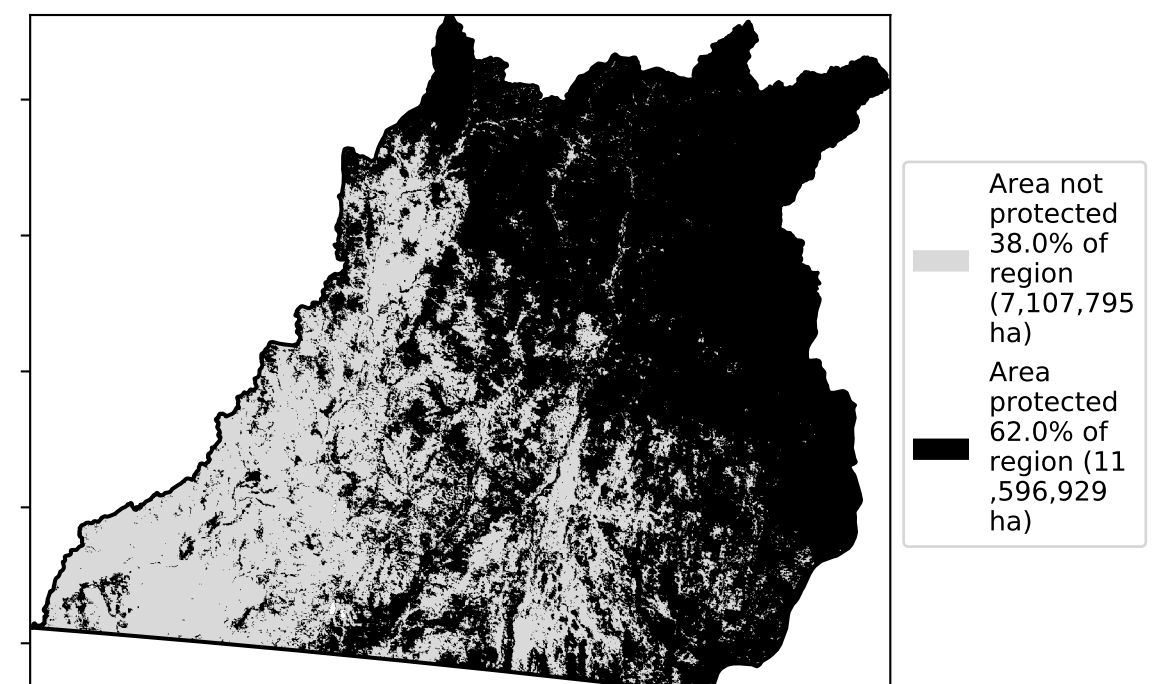 Area not
protected
38.0% of
region
(7,107,795
ha)
Area
protected
62.0% of
region (11
,596,929
ha)